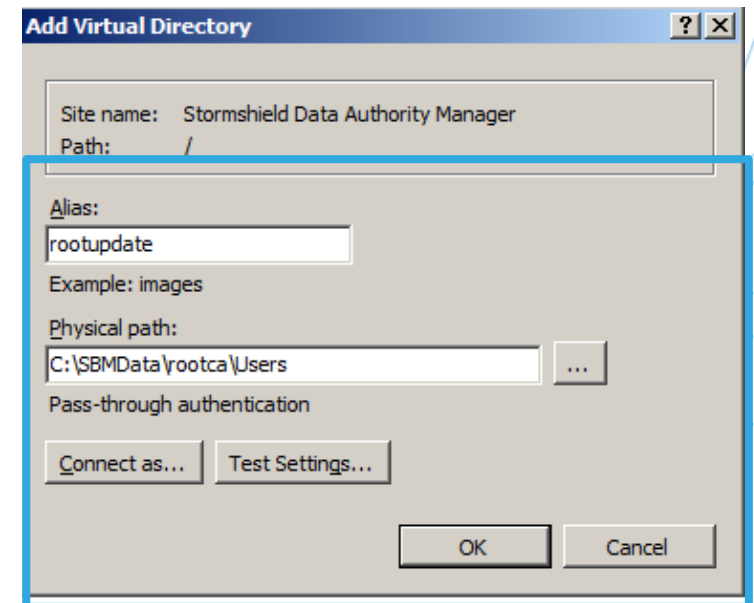 Add Virtual Directory
? X
Site name: Stormshield Data Authority Manager
Path: /
Alias:
rootupdate
Example: images
Physical path:
C:\SBMData\rootca\Users
...
Pass-through authentication
Connect as... Test Settings...
OK Cancel